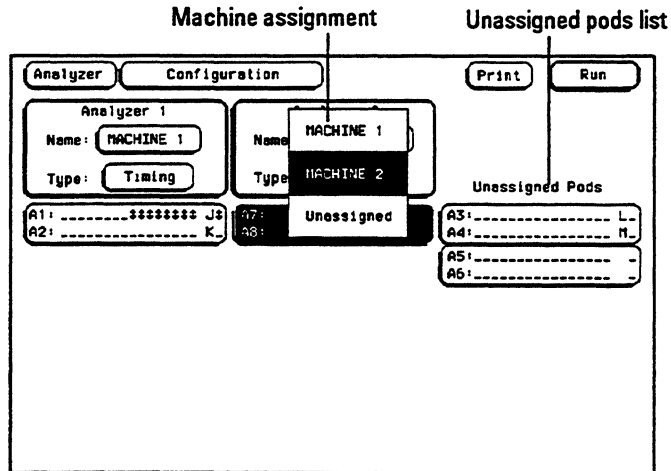 Machine assignment
Unassigned pods list
Analyzer Configuration Print Run
Analyzer 1
Name: MACHINE 1
Type: Timing
Name
Type
MACHINE 1
MACHINE 2
Unassigned
Unassigned Pods
A1: _______‡‡‡‡‡‡‡‡ J‡
A2: ________________ K_
A7:
A8:
A3: ________________ L_
A4: ________________ M_
A5: ________________ _
A6: ________________ _